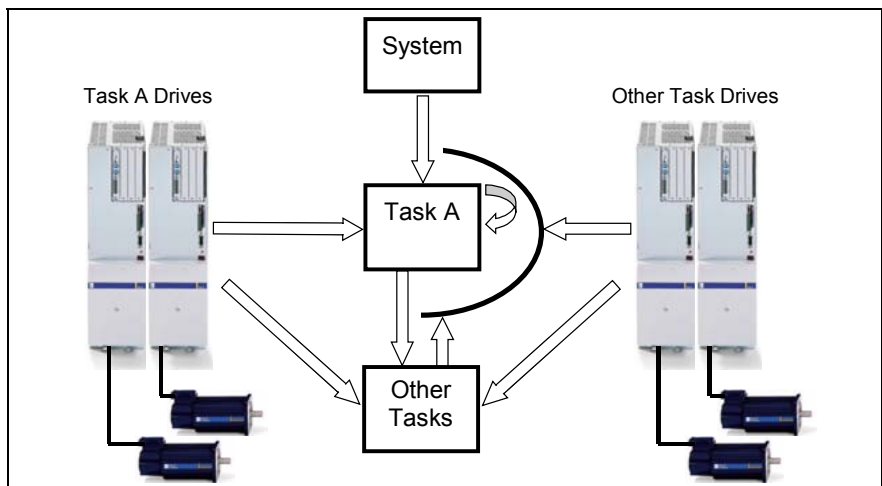 System
Task A Drives
Other Task Drives
Task A
Other
Tasks